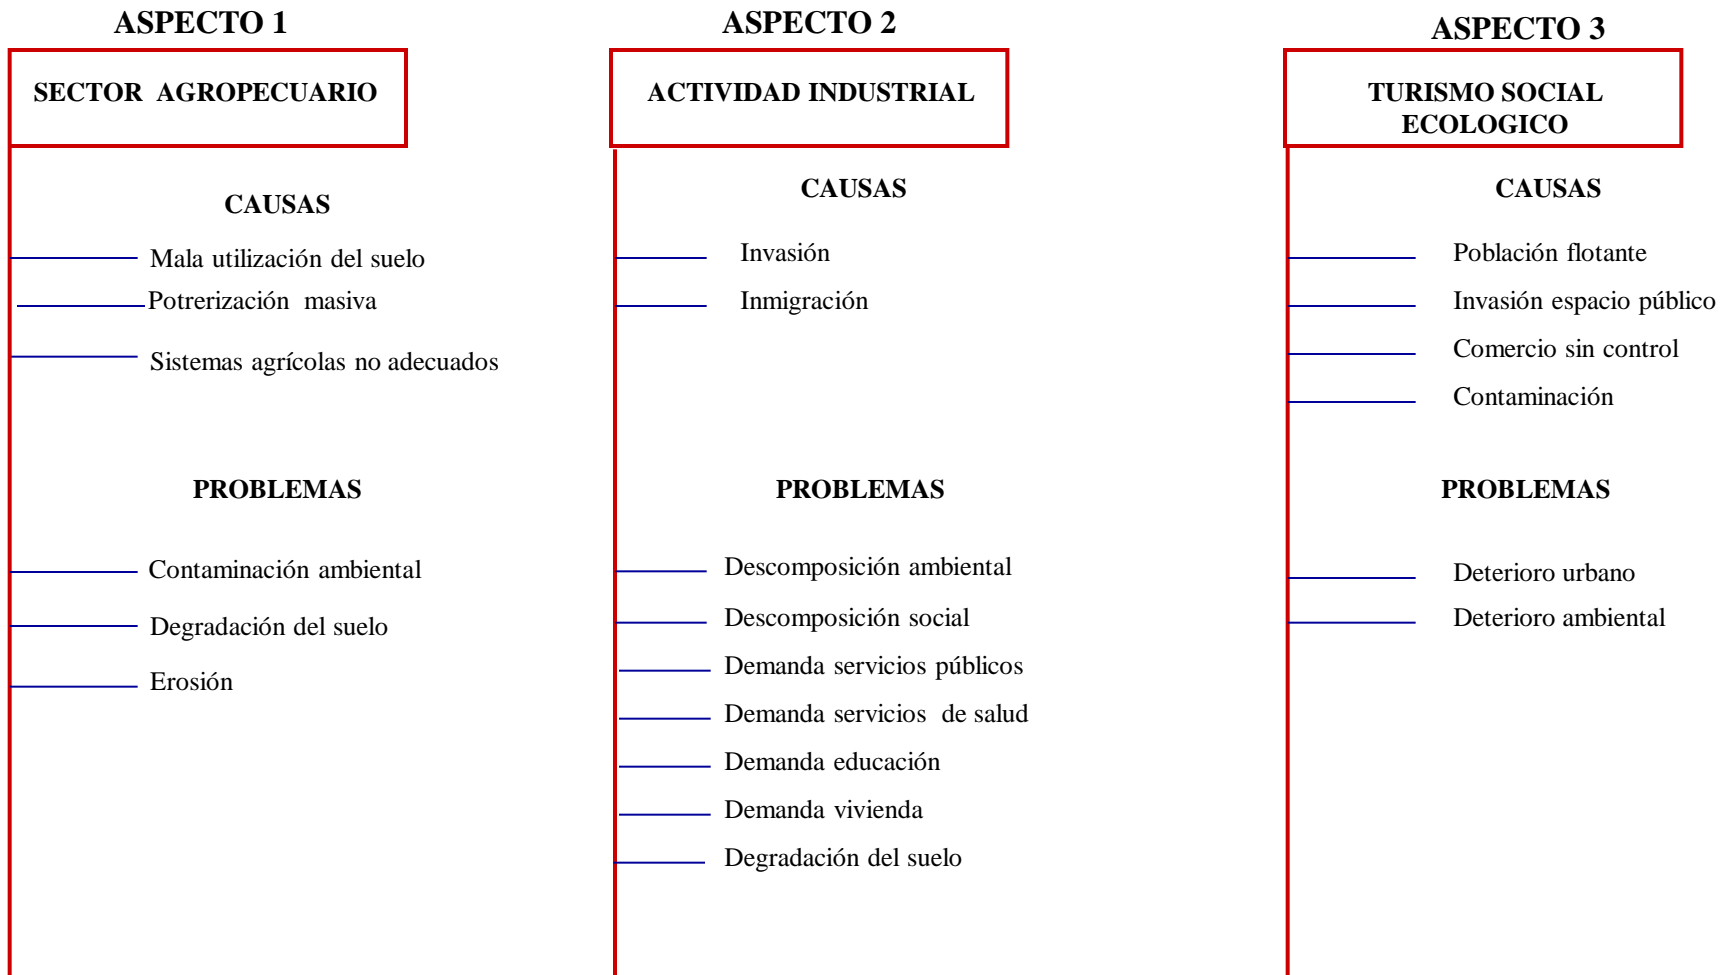 ASPECTO 1
SECTOR AGROPECUARIO
CAUSAS
Mala utilización del suelo
Potrerización masiva
Sistemas agrícolas no adecuados
PROBLEMAS
Contaminación ambiental
Degradación del suelo
Erosión
ASPECTO 2
ACTIVIDAD INDUSTRIAL
CAUSAS
Invasión
Inmigración
PROBLEMAS
Descomposición ambiental
Descomposición social
Demanda servicios públicos
Demanda servicios de salud
Demanda educación
Demanda vivienda
Degradación del suelo
ASPECTO 3
TURISMO SOCIAL
ECOLOGICO
CAUSAS
Población flotante
Invasión espacio público
Comercio sin control
Contaminación
PROBLEMAS
Deterioro urbano
Deterioro ambiental